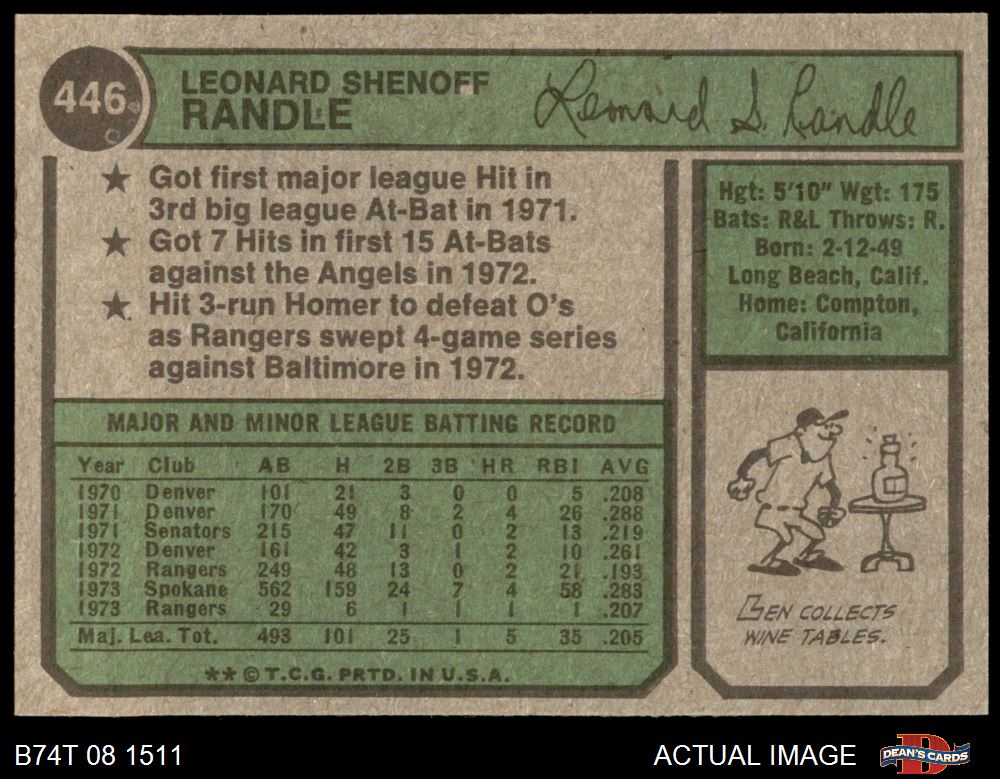 446
LEONARD SHENOFF
RANDLE
Leonard S. Randle
★ Got first major league Hit in
3rd big league At-Bat in 1971.
★ Got 7 Hits in first 15 At-Bats
against the Angels in 1972.
★ Hit 3-run Homer to defeat O's
as Rangers swept 4-game series
against Baltimore in 1972.
Hgt: 5'10" Wgt: 175
Bats: R&L Throws: R.
Born: 2-12-49
Long Beach, Calif.
Home: Compton,
California
MAJOR AND MINOR LEAGUE BATTING RECORD
Year Club AB H 2B 3B HR RBI AVG
1970 Denver 101 21 3 0 0 5 .208
1971 Denver 170 49 8 2 4 26 .288
1971 Senators 215 47 11 0 2 13 .219
1972 Denver 161 42 3 1 2 10 .261
1972 Rangers 249 48 13 0 2 21 .193
1973 Spokane 562 159 24 7 4 58 .283
1973 Rangers 29 6 1 1 1 1 .207
Maj. Lea. Tot. 493 101 25 1 5 35 .205
** © T.C.G. PRTD. IN U.S.A.
LEN COLLECTS
WINE TABLES.
B74T 08 1511
ACTUAL IMAGE
DEAN'S CARDS